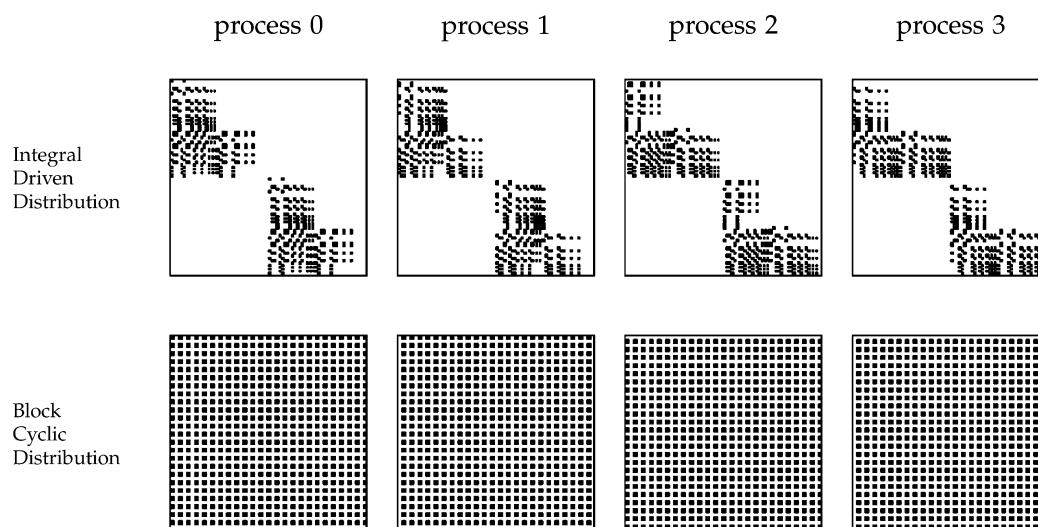 process 0 process 1 process 2 process 3
Integral
Driven
Distribution
Block
Cyclic
Distribution